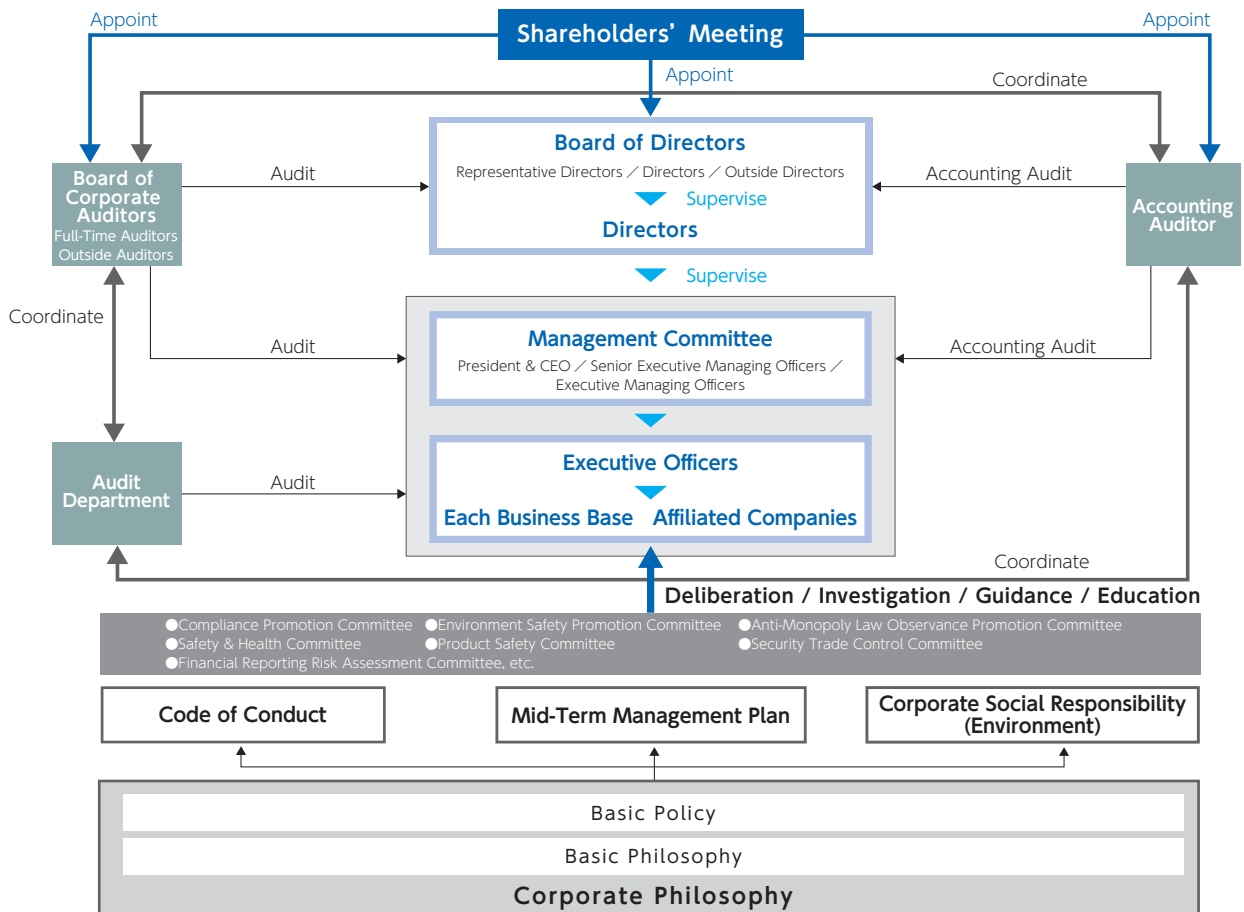 Appoint
Shareholders' Meeting
Appoint
Appoint
Coordinate
Board of Directors
Representative Directors / Directors / Outside Directors
Supervise
Directors
Board of
Corporate
Auditors
Full-Time Auditors
Outside Auditors
Audit
Accounting Audit
Accounting
Auditor
Supervise
Coordinate
Audit
Management Committee
President & CEO / Senior Executive Managing Officers /
Executive Managing Officers
Accounting Audit
Audit
Department
Audit
Executive Officers
Each Business Base Affiliated Companies
Coordinate
Deliberation / Investigation / Guidance / Education
●Compliance Promotion Committee ●Environment Safety Promotion Committee ●Anti-Monopoly Law Observance Promotion Committee
●Safety & Health Committee ●Product Safety Committee ●Security Trade Control Committee
●Financial Reporting Risk Assessment Committee, etc.
Code of Conduct
Mid-Term Management Plan
Corporate Social Responsibility
(Environment)
Basic Policy
Basic Philosophy
Corporate Philosophy